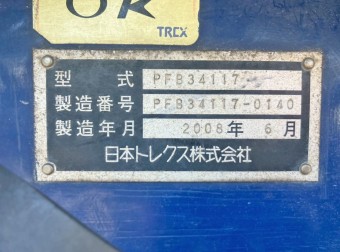 OK
TREX
型 式 PFB34117-
製造番号 PFB34117-0140
製造年月 2008年 6月
日本トレクス株式会社